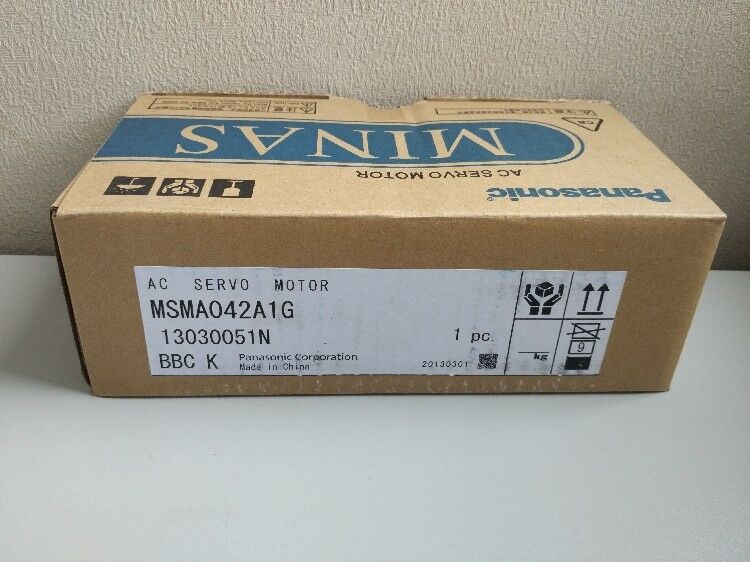 MINAS
AC SERVO MOTOR
Panasonic
AC SERVO MOTOR
MSMA042A1G
13030051N 1 pc.
BBC K Panasonic Corporation
Made in China 20130301
kg
9